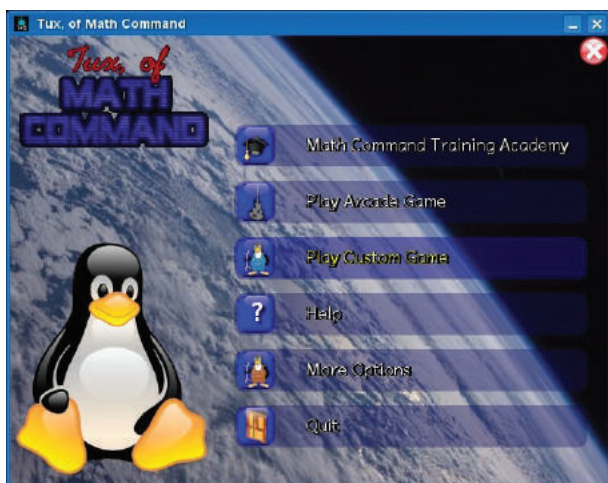 Tux, of Math Command
Tux, of
MATH
COMMAND
Math Command Training Academy
Play Arcade Game
Play Custom Game
? Help
More Options
Quit